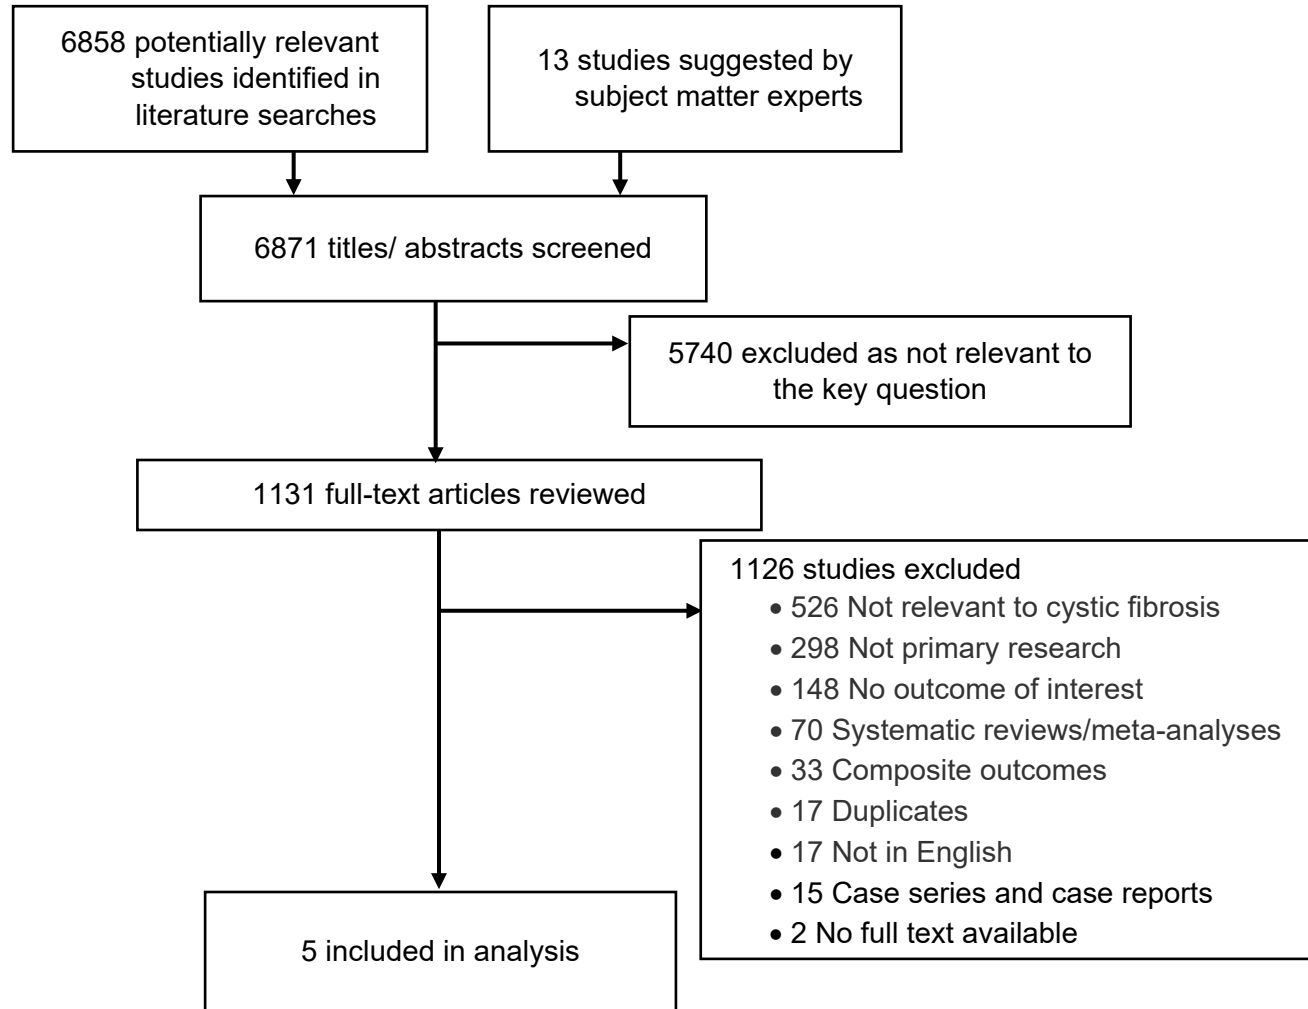 6858 potentially relevant
studies identified in
literature searches
13 studies suggested by
subject matter experts
6871 titles/ abstracts screened
5740 excluded as not relevant to
the key question
1131 full-text articles reviewed
1126 studies excluded
• 526 Not relevant to cystic fibrosis
• 298 Not primary research
• 148 No outcome of interest
• 70 Systematic reviews/meta-analyses
• 33 Composite outcomes
• 17 Duplicates
• 17 Not in English
• 15 Case series and case reports
• 2 No full text available
5 included in analysis